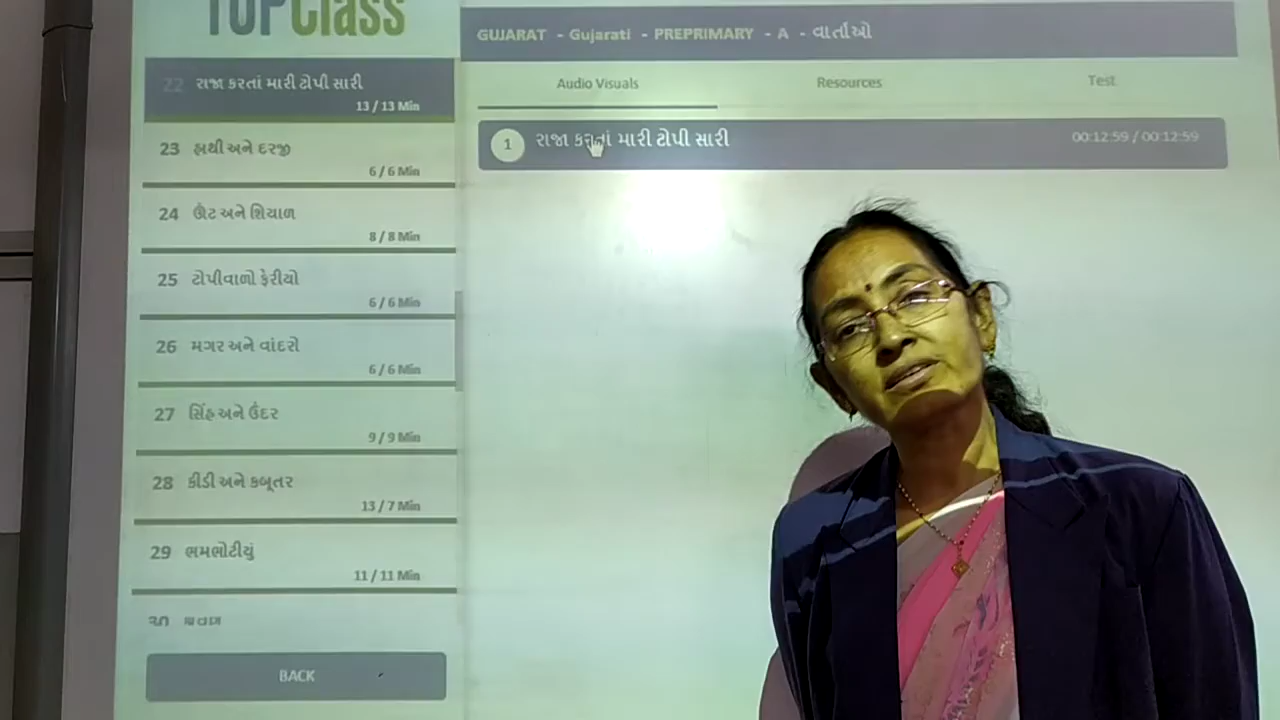 TOPClass
GUJARAT - Gujarati - PREPRIMARY - A - વાર્તાઓ
Audio Visuals
Resources
Test
1 રાજા કરતાં મારી ટોપી સારી
00:12:59 / 00:12:59
22 રાજા કરતાં મારી ટોપી સારી
13 / 13 Min
23 હાથી અને દરજી
6 / 6 Min
24 ઊંટ અને શિયાળ
8 / 8 Min
25 ટોપીવાળો ફેરીયો
6 / 6 Min
26 મગર અને વાંદરો
6 / 6 Min
27 સિંહ અને ઉંદર
9 / 9 Min
28 કીડી અને કબૂતર
13 / 7 Min
29 ભમભોટીયું
11 / 11 Min
30
BACK